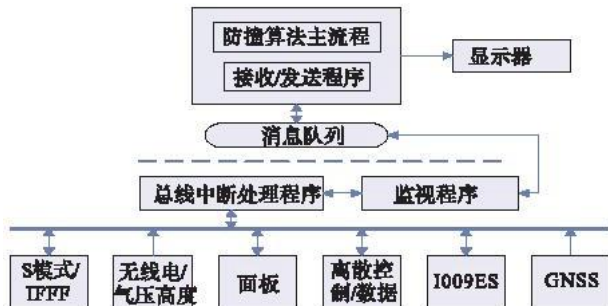 防撞算法主流程
显示器
接收/发送程序
消息队列
总线中断处理程序
监视程序
S模式/
IFFF
无线电/
气压高度
面板
离散控
制/数据
I009ES
GNSS